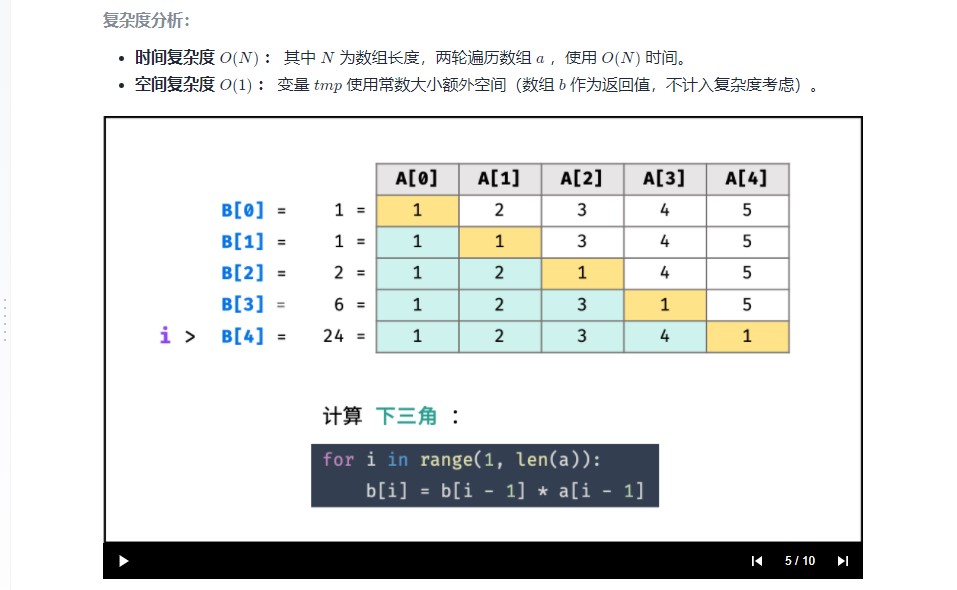 复杂度分析：
• 时间复杂度 O(N) ： 其中 N 为数组长度，两轮遍历数组 a ，使用 O(N) 时间。
• 空间复杂度 O(1) ： 变量 tmp 使用常数大小额外空间（数组 b 作为返回值，不计入复杂度考虑）。
A[0] A[1] A[2] A[3] A[4]
B[0] = 1 = 1 2 3 4 5
B[1] = 1 = 1 1 3 4 5
B[2] = 2 = 1 2 1 4 5
B[3] = 6 = 1 2 3 1 5
i > B[4] = 24 = 1 2 3 4 1
计算 下三角 ：
for i in range(1, len(a)):
b[i] = b[i - 1] * a[i - 1]
5 / 10